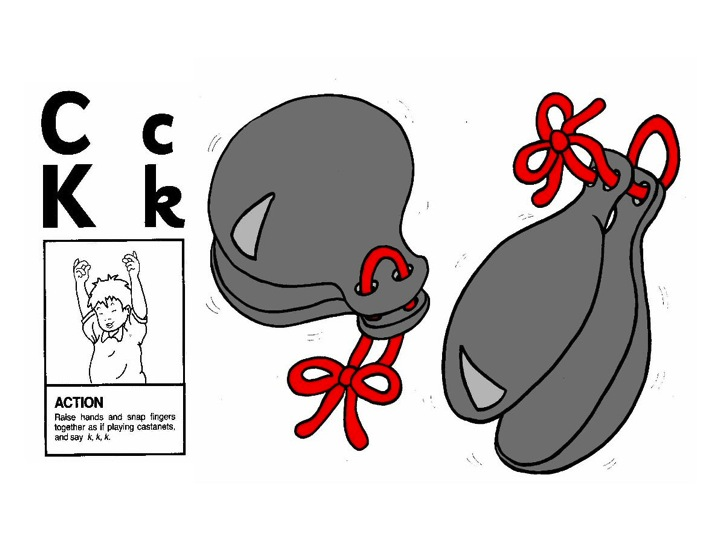 C c
K k
ACTION
Raise hands and snap fingers
together as if playing castanets,
and say k, k, k.